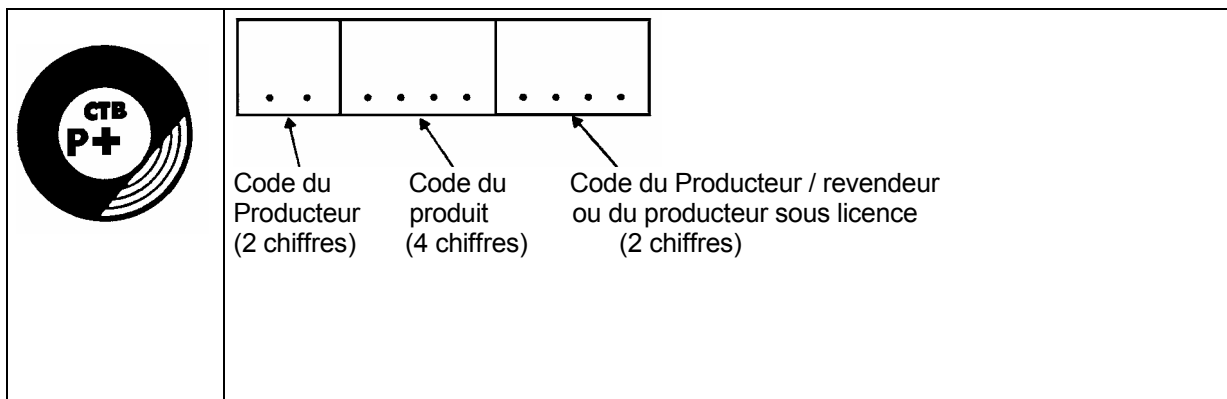 CTB
P+
Code du Producteur (2 chiffres)
Code du produit (4 chiffres)
Code du Producteur / revendeur ou du producteur sous licence (2 chiffres)